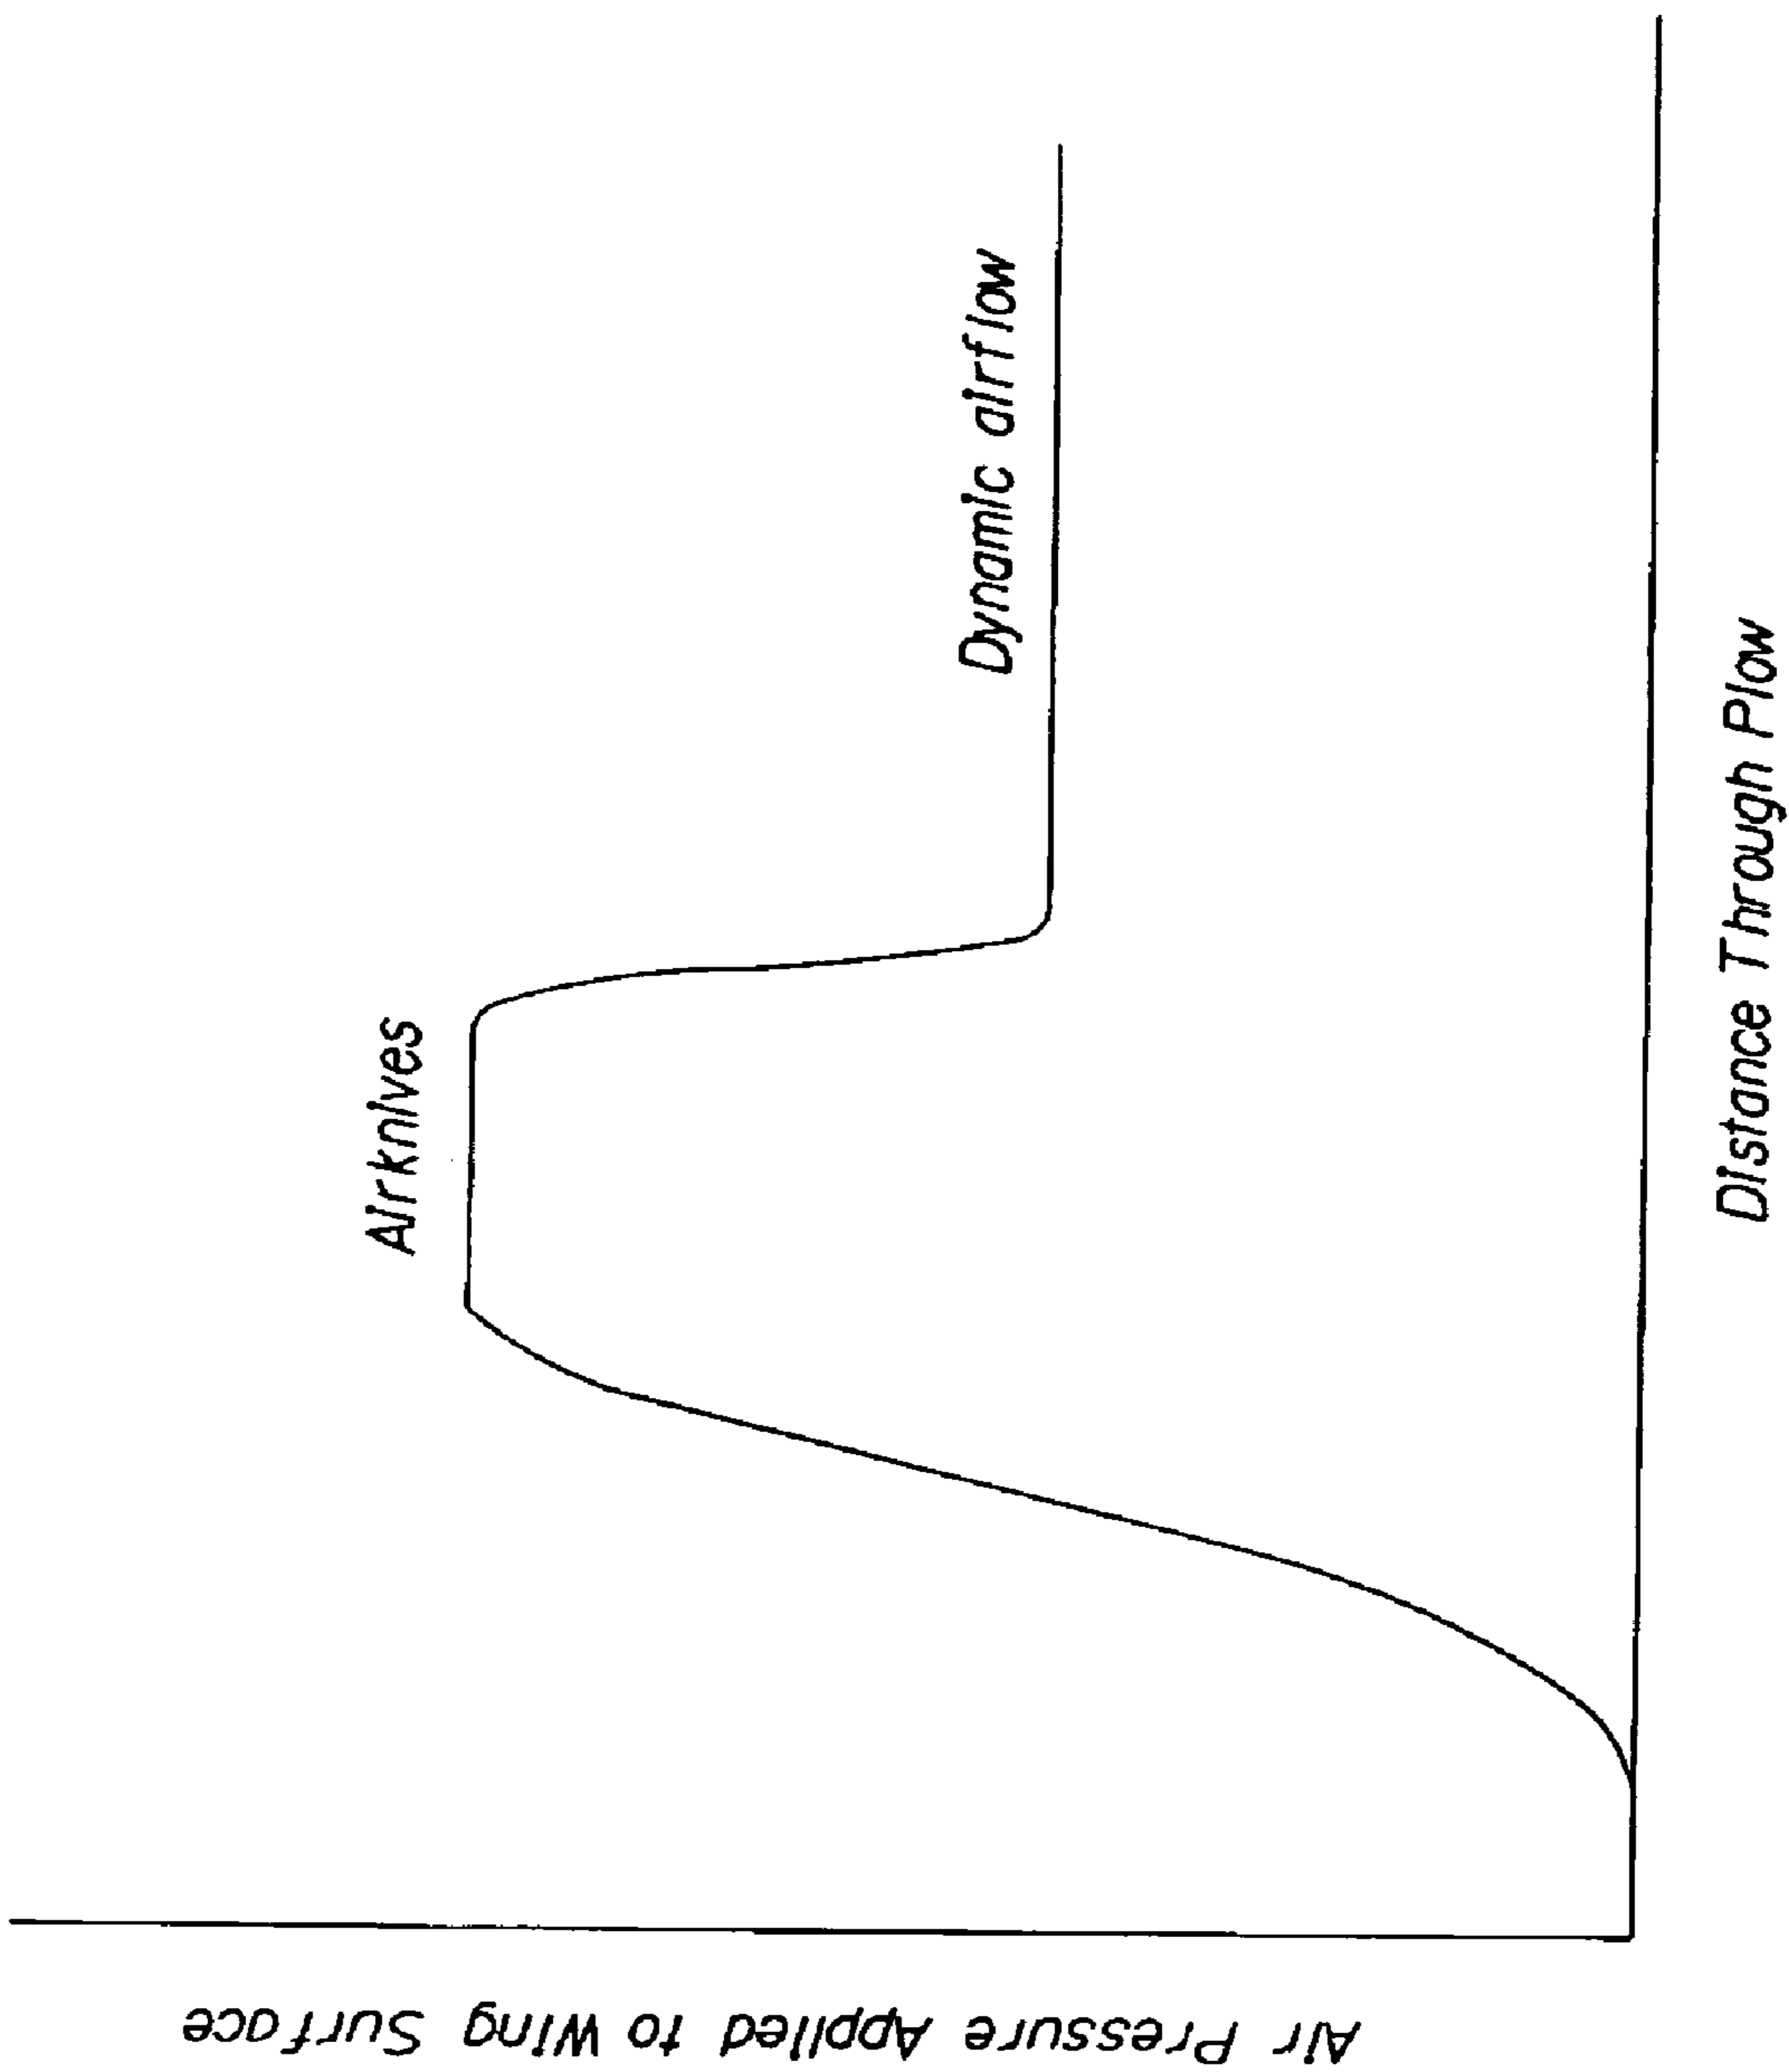 Air Pressure Applied to Wing Surface
Airknives
Dynamic airflow
Distance Through Plow